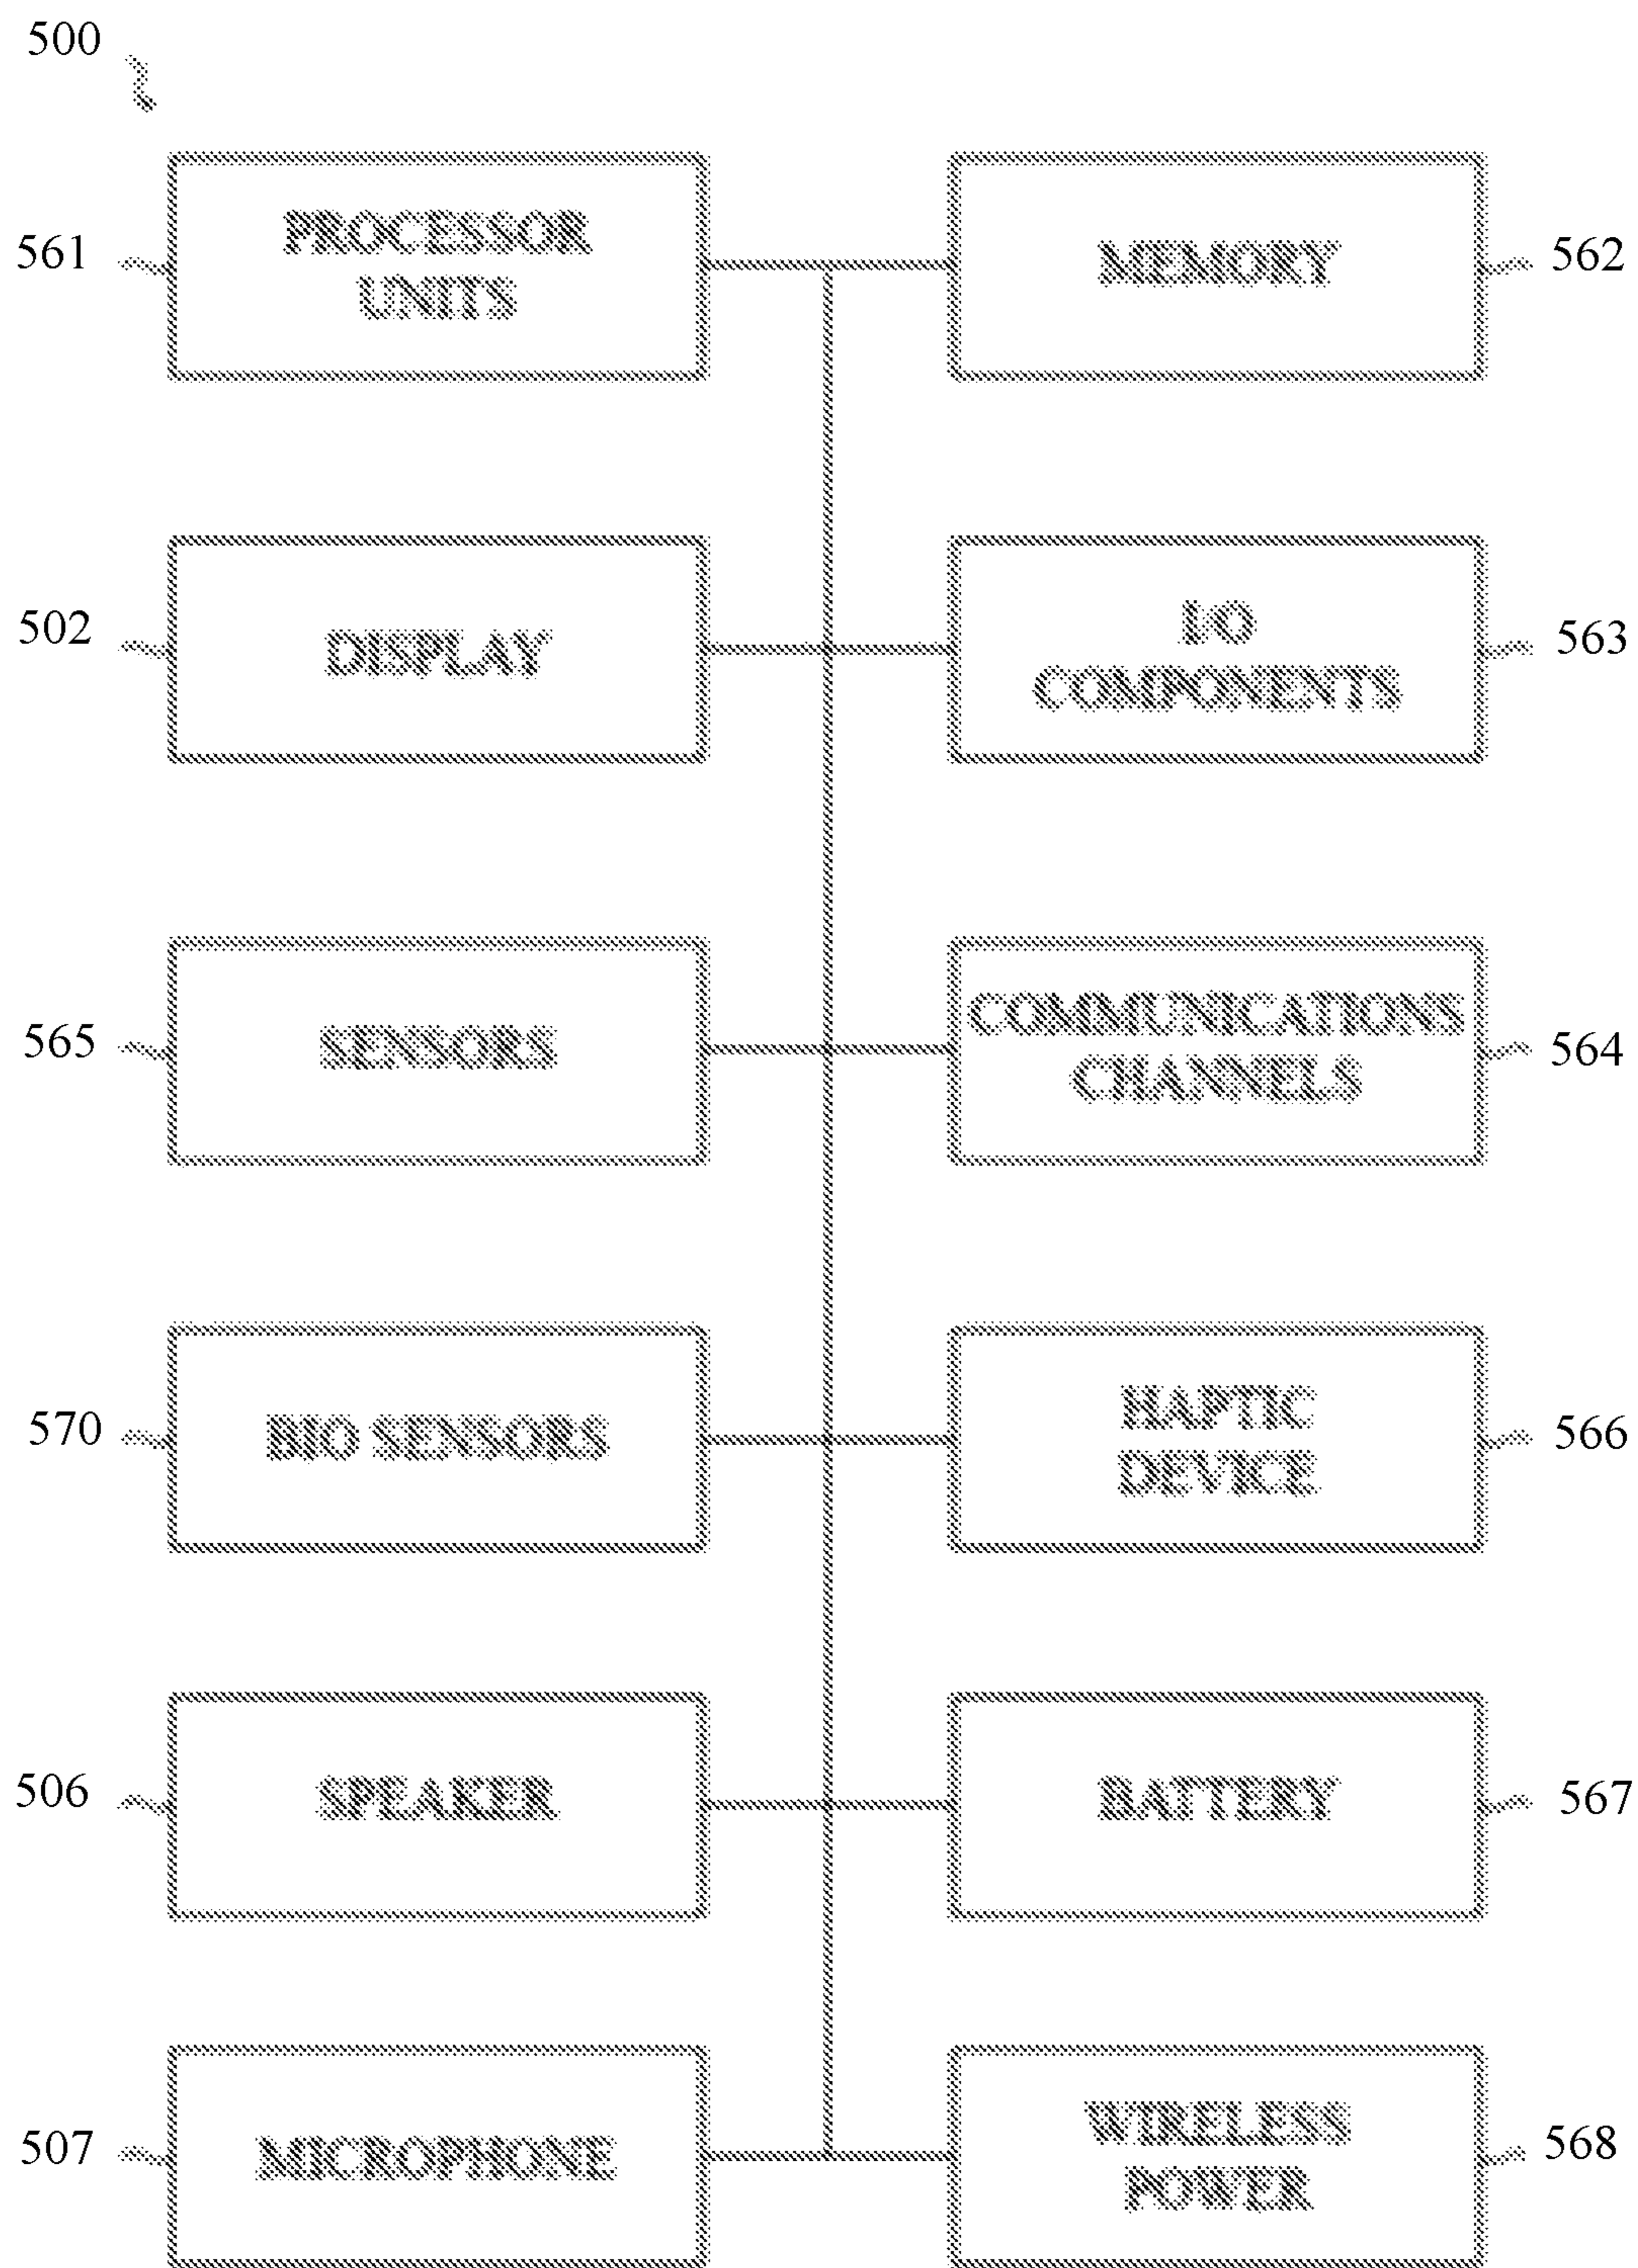 500
561
PROCESSOR
UNITS
MEMORY
562
502
DISPLAY
I/O
COMPONENTS
563
565
SENSORS
COMMUNICATIONS
CHANNELS
564
570
BIO SENSORS
HAPTIC
DEVICE
566
506
SPEAKER
BATTERY
567
507
MICROPHONE
WIRELESS
POWER
568